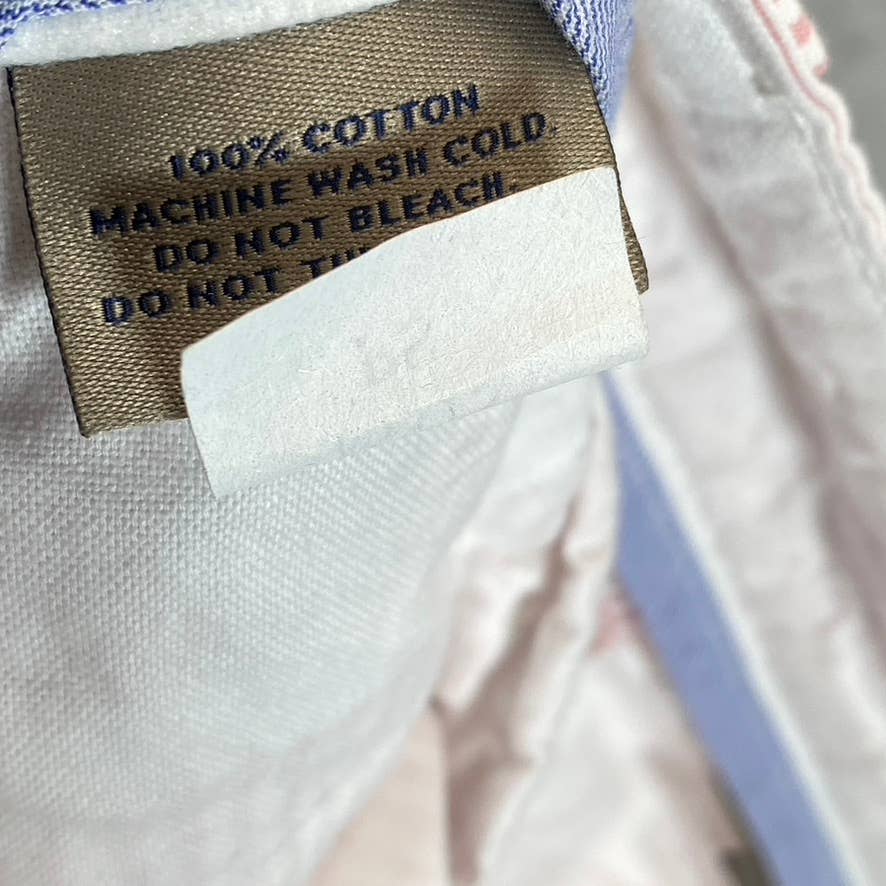 100% COTTON
MACHINE WASH COLD.
DO NOT BLEACH.
DO NOT